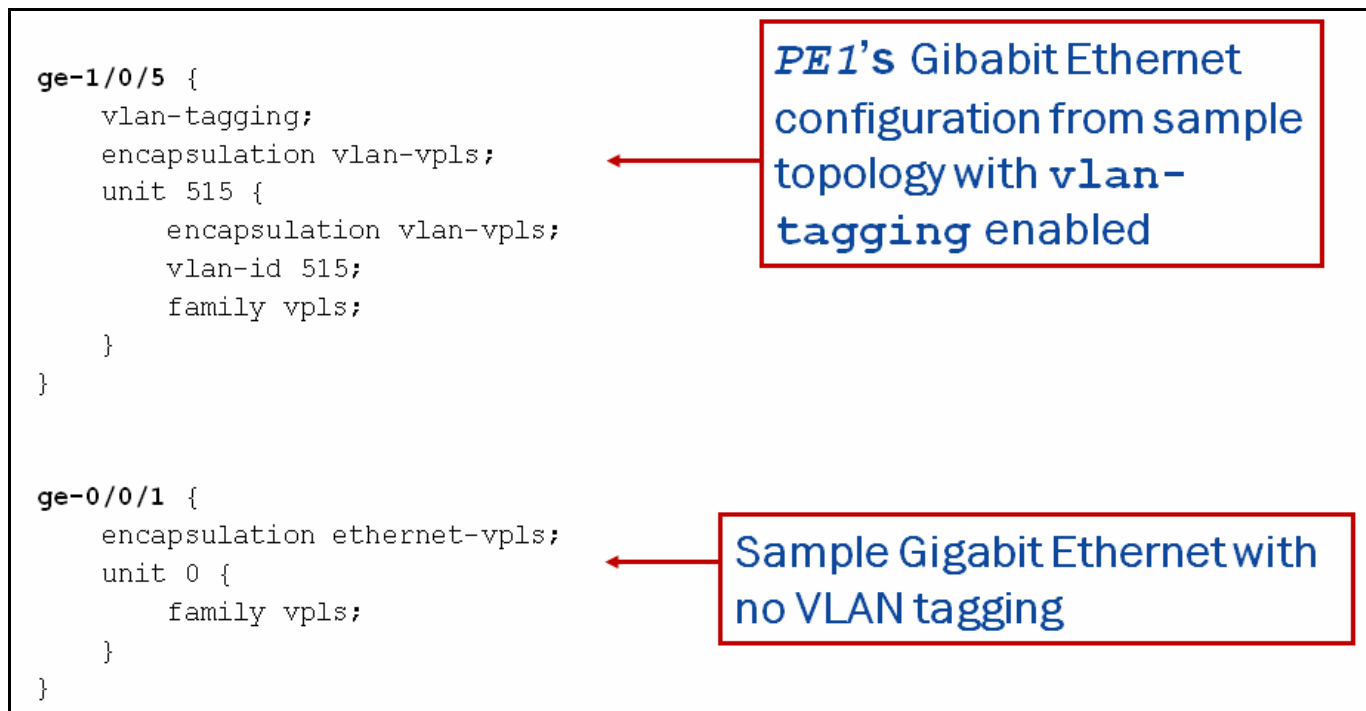 ge-1/0/5 {
vlan-tagging;
encapsulation vlan-vpls;
unit 515 {
encapsulation vlan-vpls;
vlan-id 515;
family vpls;
}
}
PE1's Gibabit Ethernet
configuration from sample
topology with vlan-
tagging enabled
ge-0/0/1 {
encapsulation ethernet-vpls;
unit 0 {
family vpls;
}
}
Sample Gigabit Ethernet with
no VLAN tagging